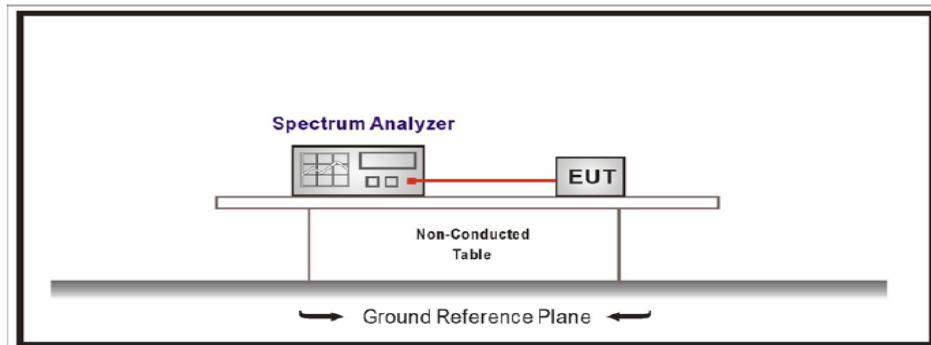 Spectrum Analyzer
EUT
Non-Conducted
Table
Ground Reference Plane